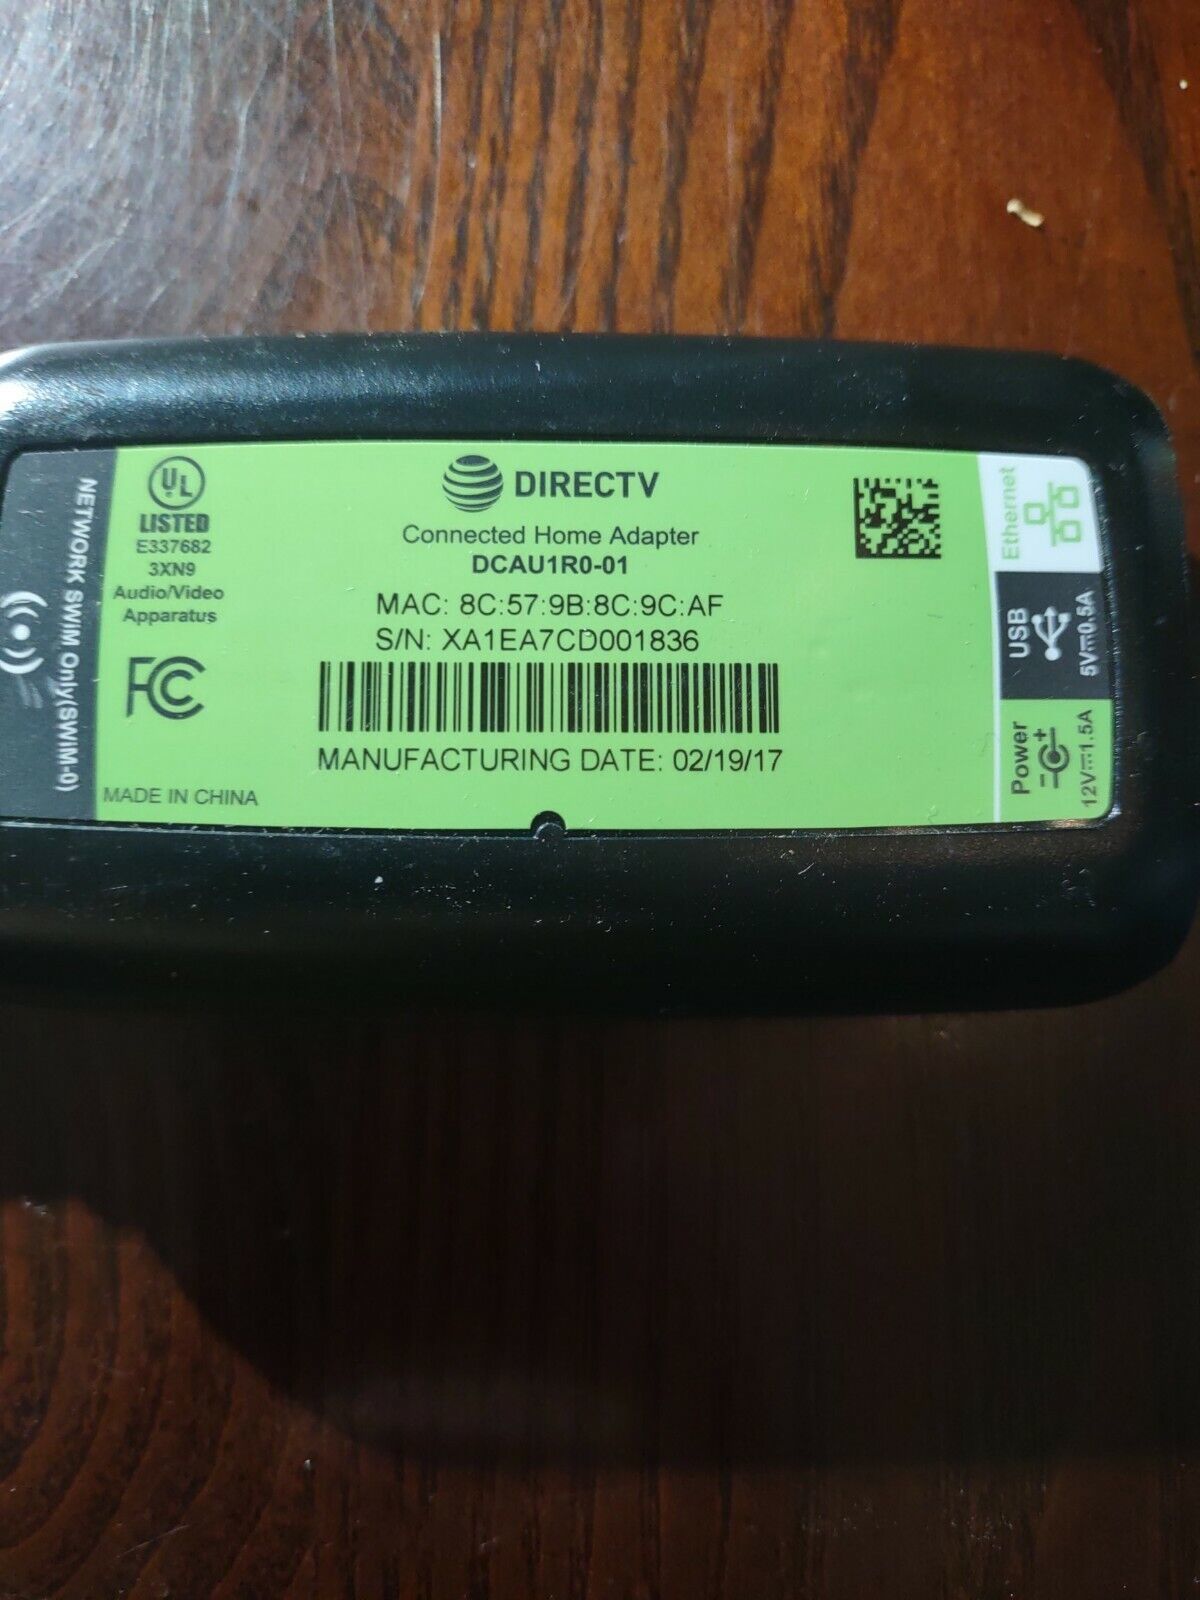 NETWORK SWIM Only(SWiM-0)
UL
LISTED
E337682
3XN9
Audio/Video
Apparatus
FC
MADE IN CHINA
DIRECTV
Connected Home Adapter
DCAU1R0-01
MAC: 8C:57:9B:8C:9C:AF
S/N: XA1EA7CD001836
MANUFACTURING DATE: 02/19/17
Ethernet
USB
5V⎓0.5A
Power
- +
12V⎓1.5A